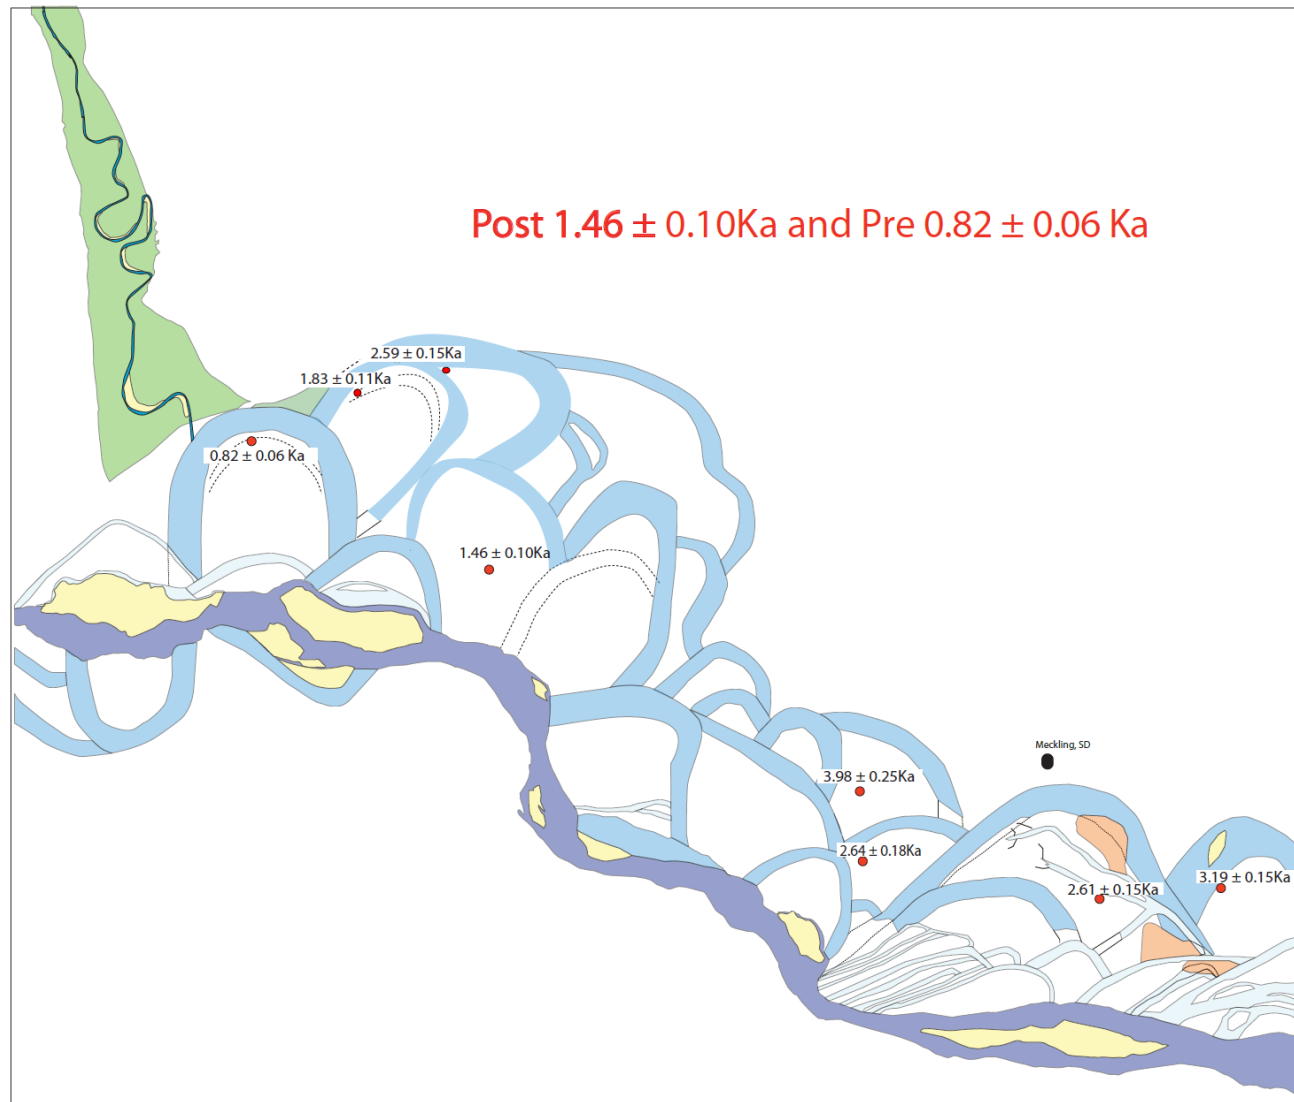 Post 1.46 ± 0.10Ka and Pre 0.82 ± 0.06 Ka
2.59 ± 0.15Ka
1.83 ± 0.11Ka
0.82 ± 0.06 Ka
1.46 ± 0.10Ka
Meckling, SD
3.98 ± 0.25Ka
2.64 ± 0.18Ka
2.61 ± 0.15Ka
3.19 ± 0.15Ka